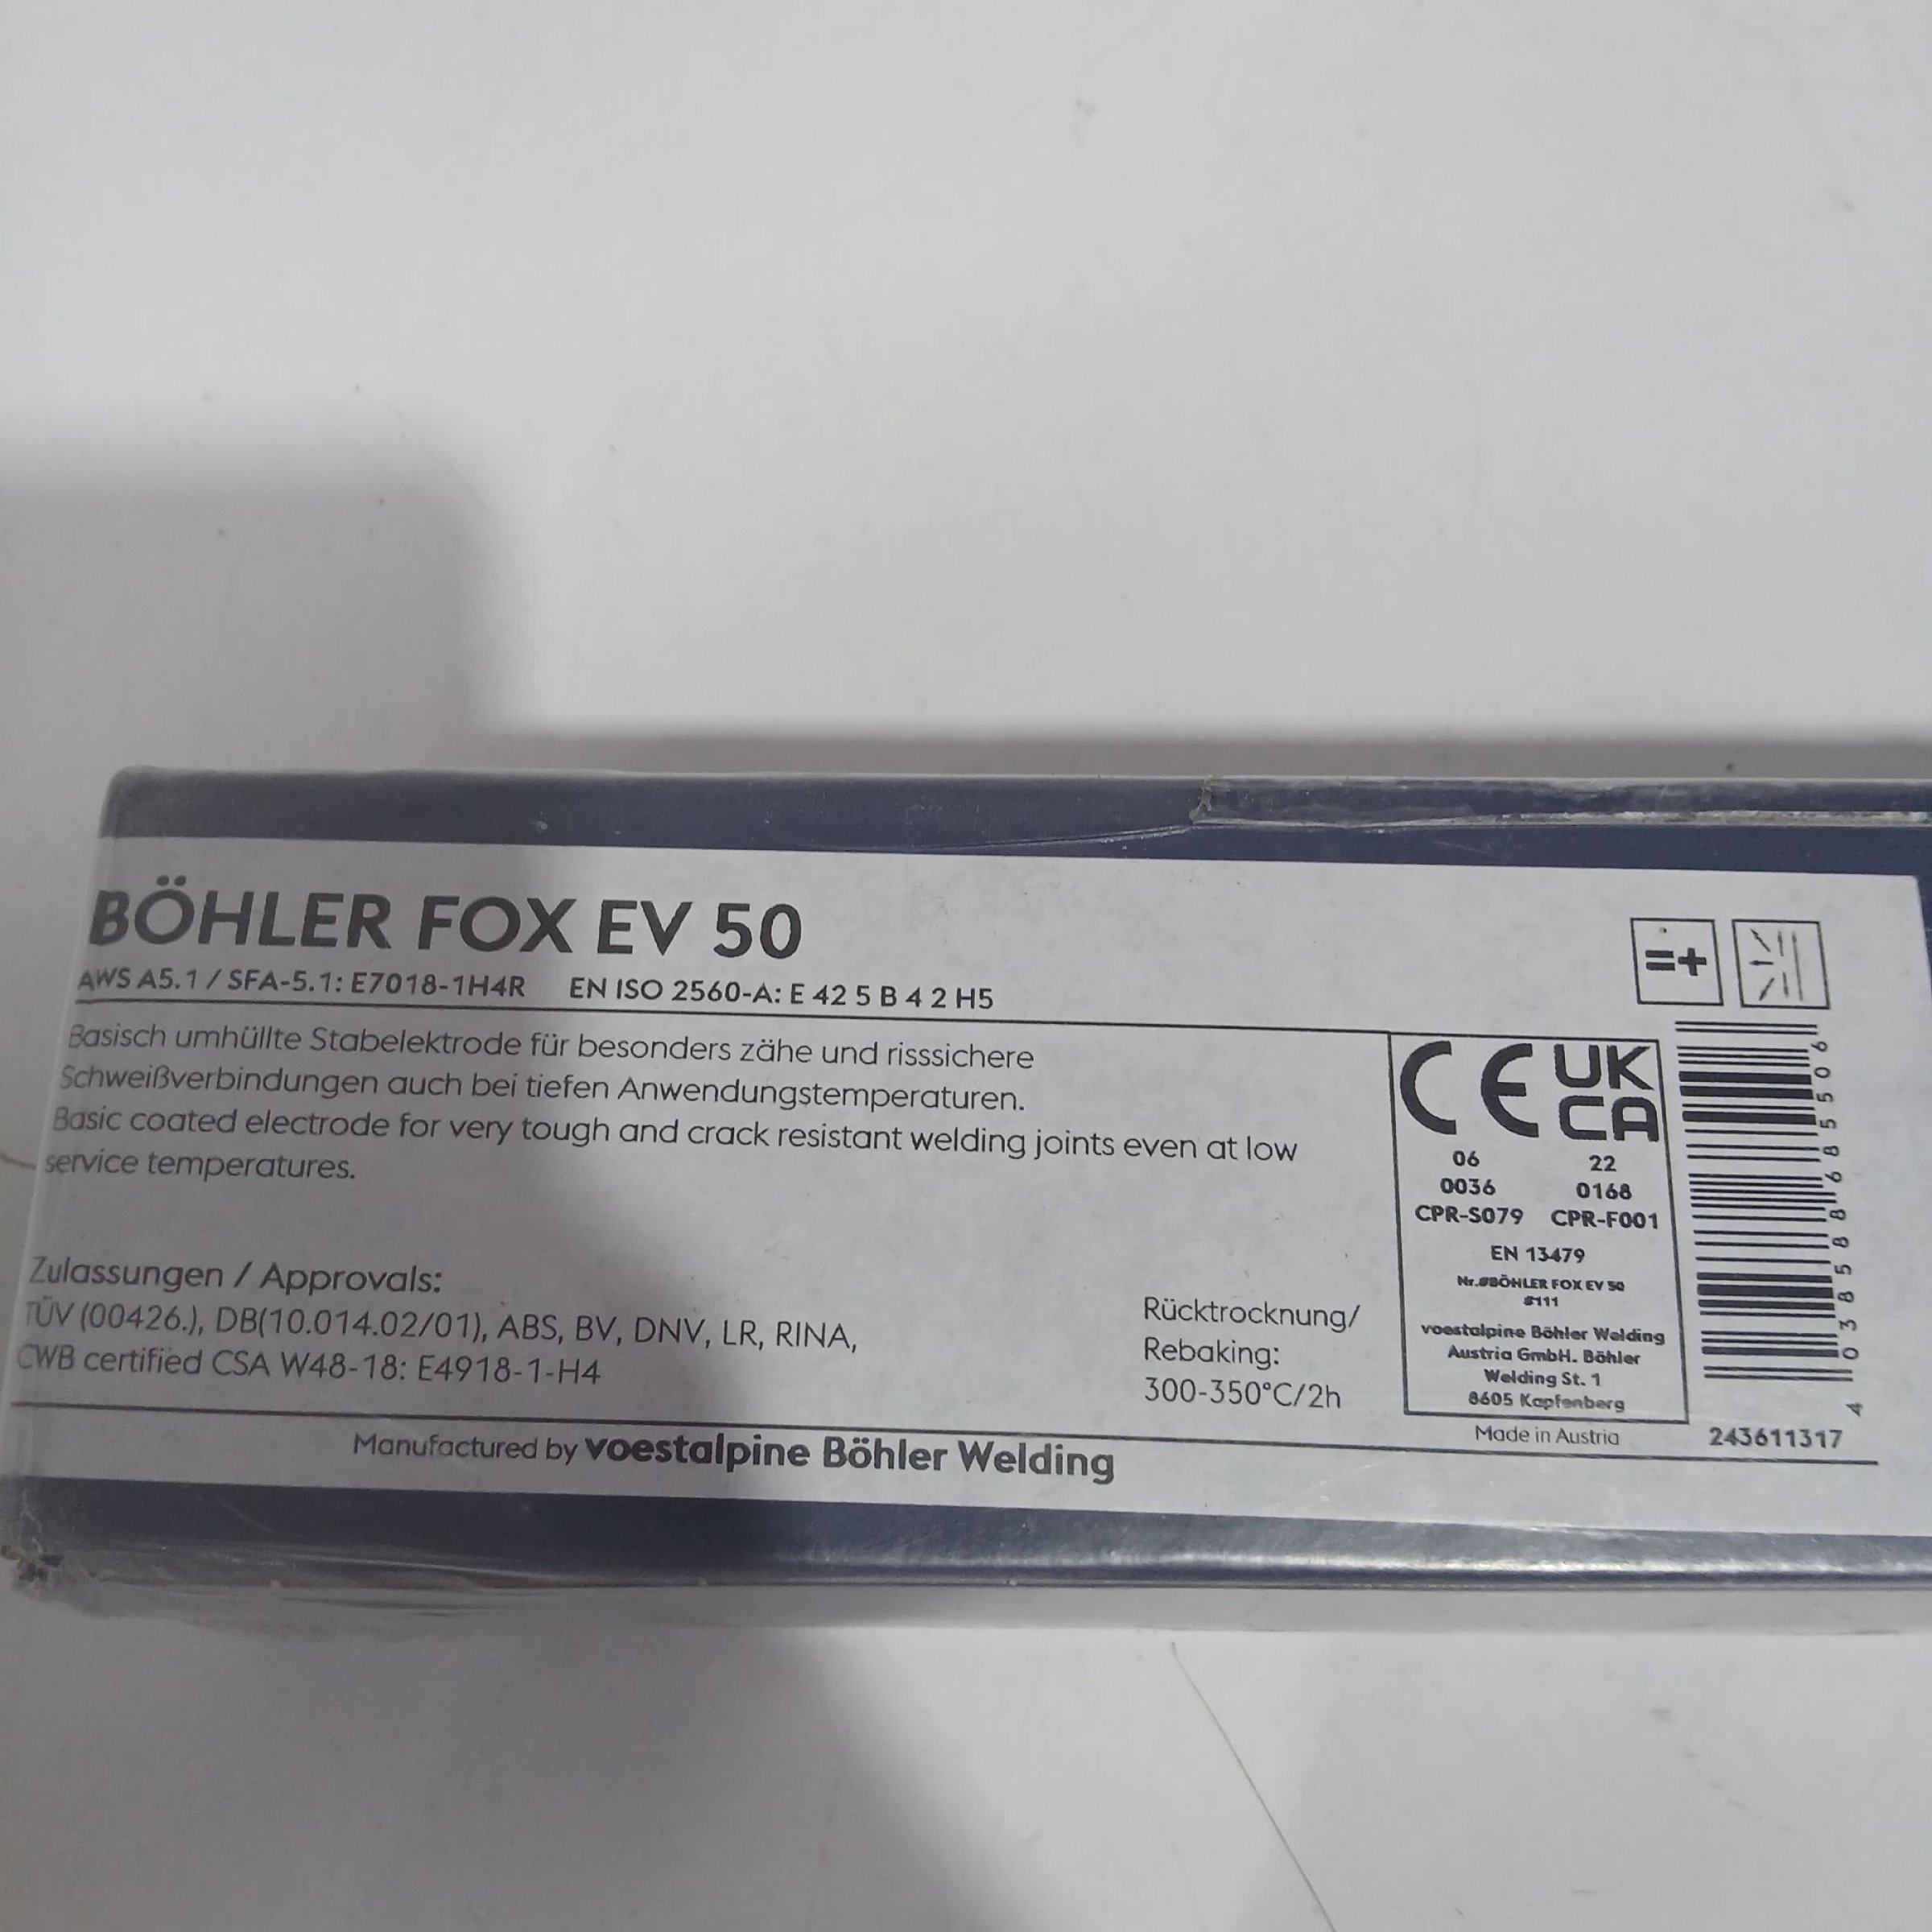 BÖHLER FOX EV 50
AWS A5.1 / SFA-5.1: E7018-1H4R EN ISO 2560-A: E 42 5 B 4 2 H5
=+
Basisch umhüllte Stabelektrode für besonders zähe und risssichere
Schweißverbindungen auch bei tiefen Anwendungstemperaturen.
Basic coated electrode for very tough and crack resistant welding joints even at low
service temperatures.
Zulassungen / Approvals:
TÜV (00426.), DB(10.014.02/01), ABS, BV, DNV, LR, RINA,
CWB certified CSA W48-18: E4918-1-H4
Rücktrocknung/
Rebaking:
300-350°C/2h
CE UK
CA
06 22
0036 0168
CPR-S079 CPR-F001
EN 13479
Nr.#BÖHLER FOX EV 50
#111
voestalpine Böhler Welding
Austria GmbH. Böhler
Welding St. 1
8605 Kapfenberg
Made in Austria
4 038588685506
243611317
Manufactured by voestalpine Böhler Welding